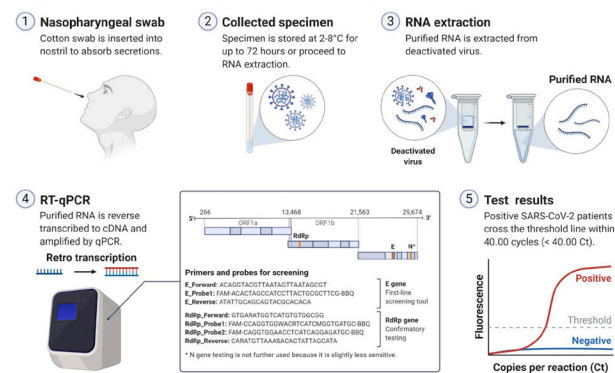 1 Nasopharyngeal swab
Cotton swab is inserted into
nostril to absorb secretions.
2 Collected specimen
Specimen is stored at 2-8°C for
up to 72 hours or proceed to
RNA extraction.
3 RNA extraction
Purified RNA is extracted from
deactivated virus.
Purified RNA
Deactivated
virus
4 RT-qPCR
Purified RNA is reverse
transcribed to cDNA and
amplified by qPCR.
Retro transcription
266 13,468 21,563 29,674
5' 3'
ORF1a ORF1b
RdRp
E N*
Primers and probes for screening
E_Forward: ACAGGTACGTTAATAGTTAATAGCGT
E_Probe1: FAM-ACACTAGCCATCCTTACTGCGCTTCG-BBQ
E_Reverse: ATATTGCAGCAGTACGCACACA
E gene
First-line
screening tool
RdRp_Forward: GTGARATGGTCATGTGTGGCGG
RdRp_Probe1: FAM-CCAGGTGGWACRTCATCMGGTGATGC-BBQ
RdRp_Probe2: FAM-CAGGTGGAACCTCATCAGGAGATGC-BBQ
RdRp_Reverse: CARATGTTAAASACACTATTAGCATA
RdRp gene
Confirmatory
testing
* N gene testing is not further used because it is slightly less sensitive.
5 Test results
Positive SARS-CoV-2 patients
cross the threshold line within
40.00 cycles (< 40.00 Ct).
Fluorescence
Positive
Threshold
Negative
Copies per reaction (Ct)